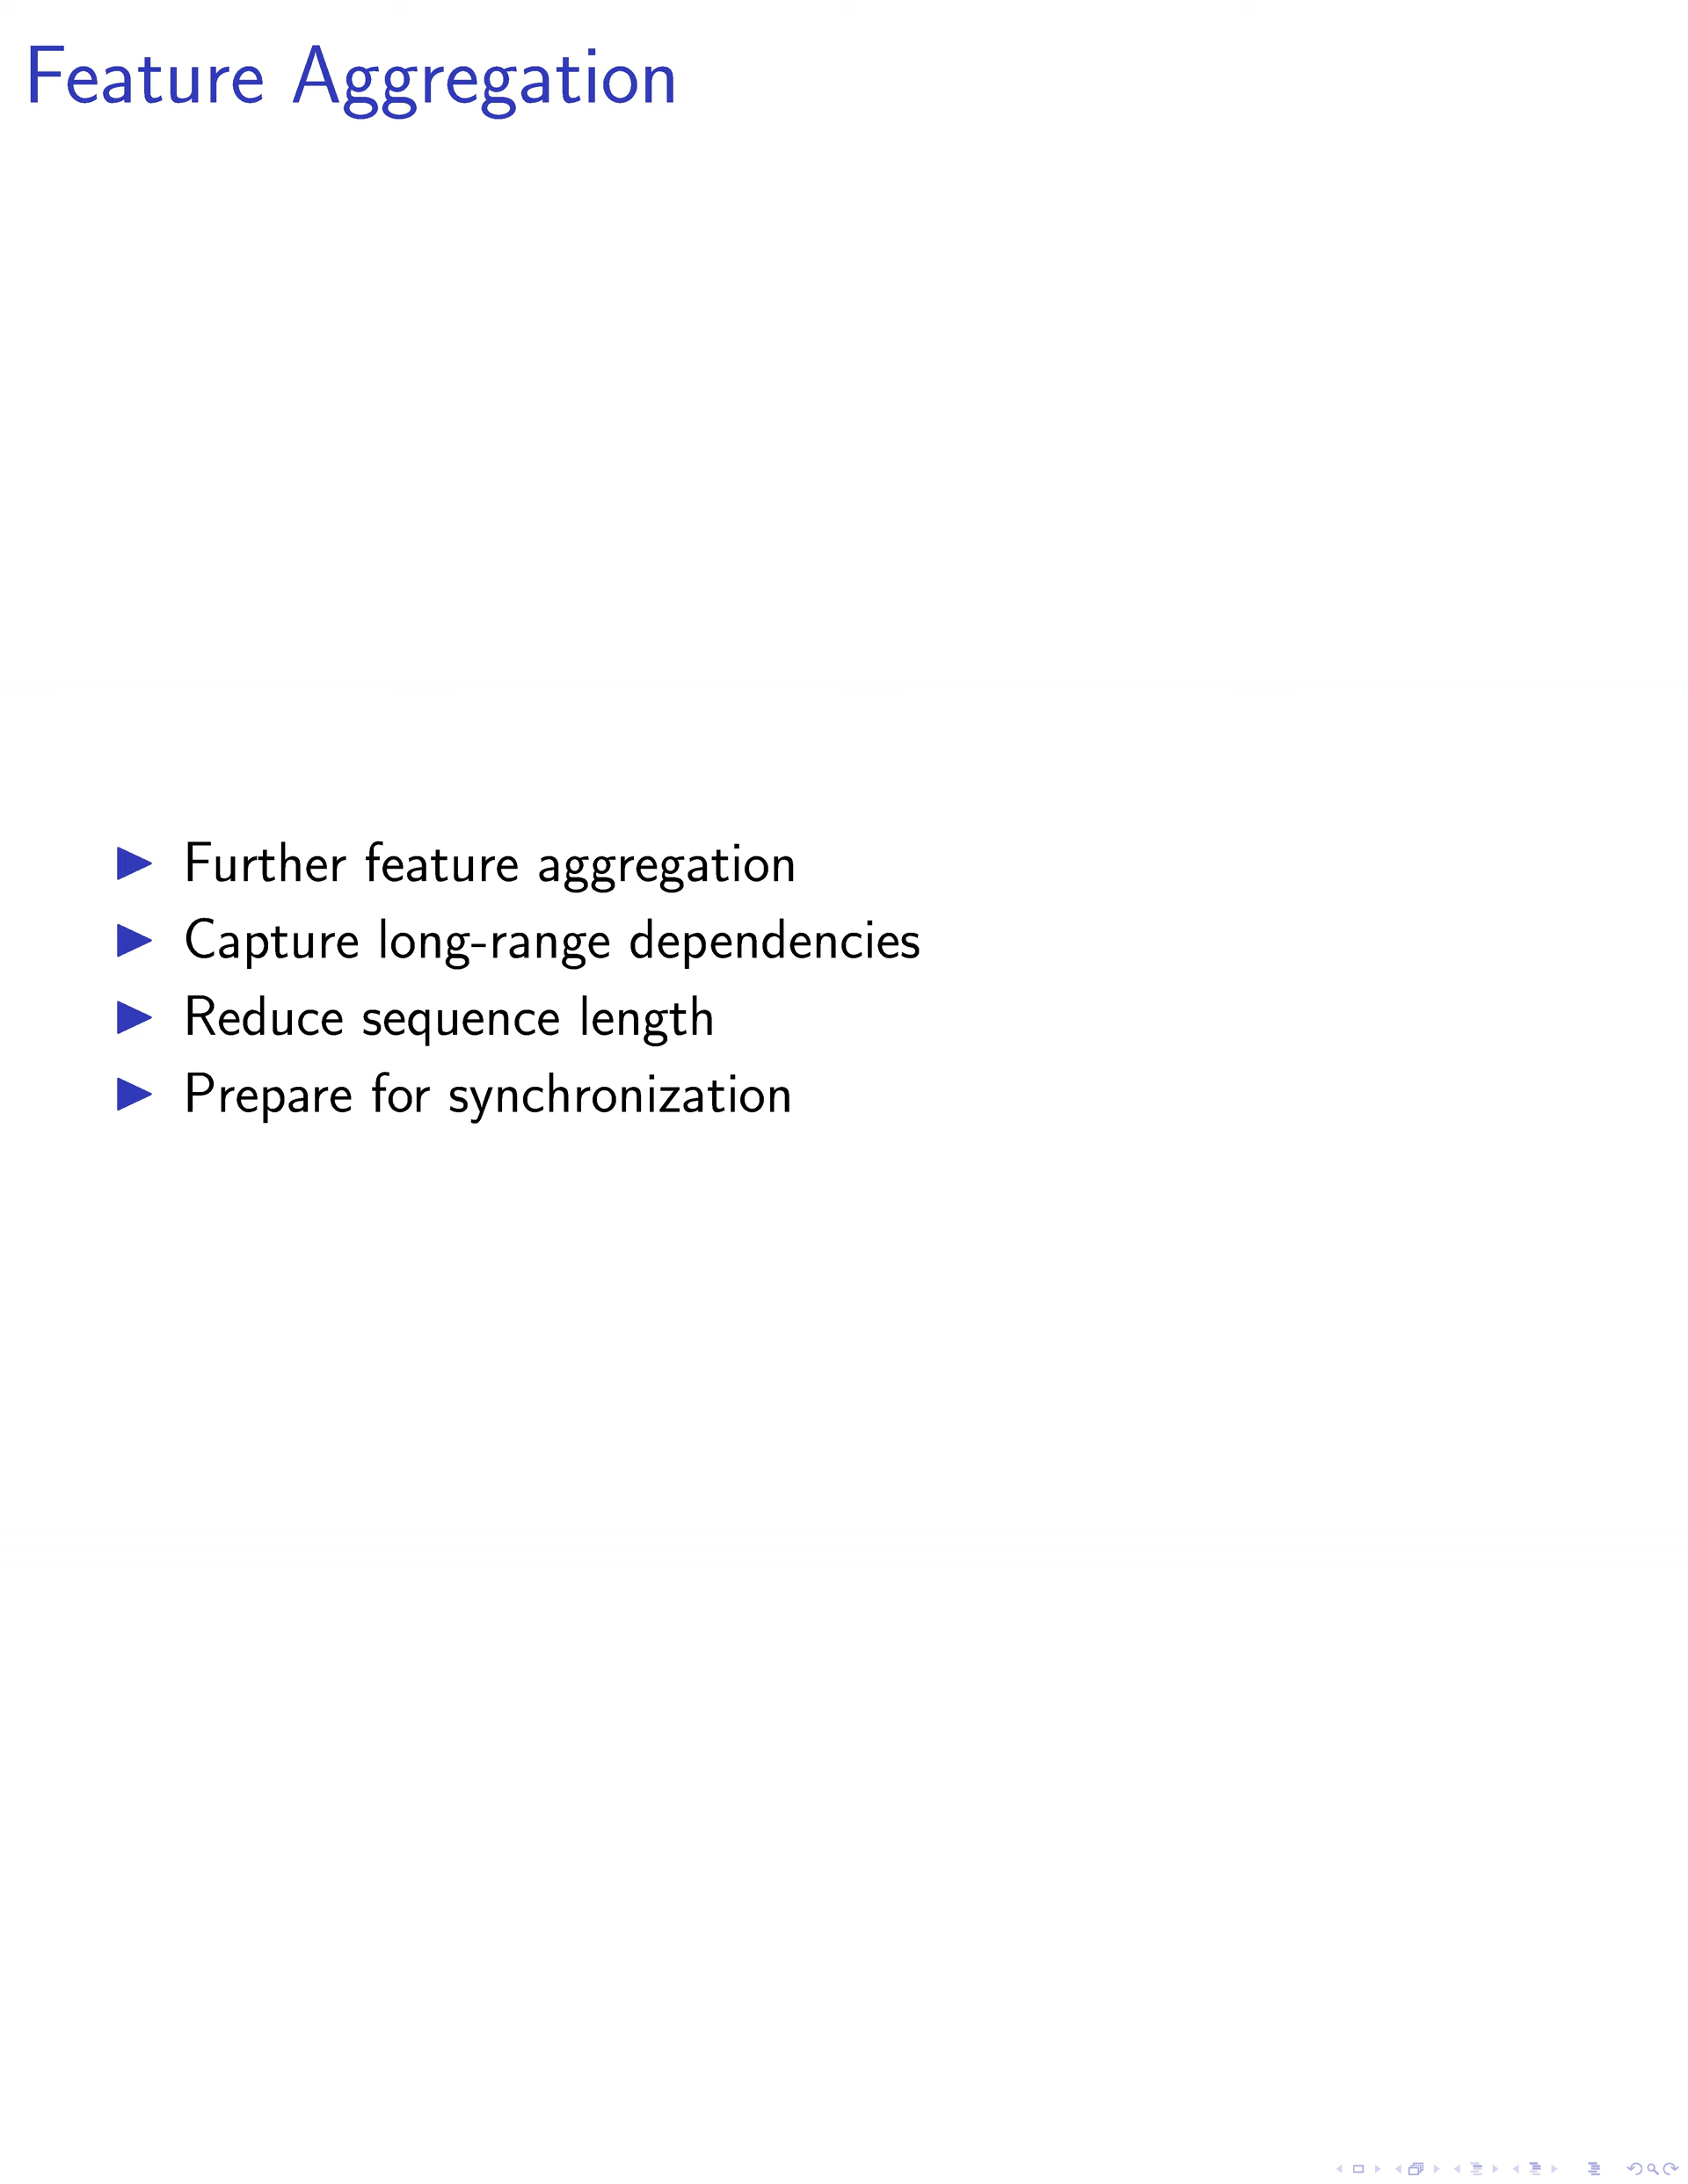 Feature Aggregation
Further feature aggregation
Capture long-range dependencies
Reduce sequence length
Prepare for synchronization